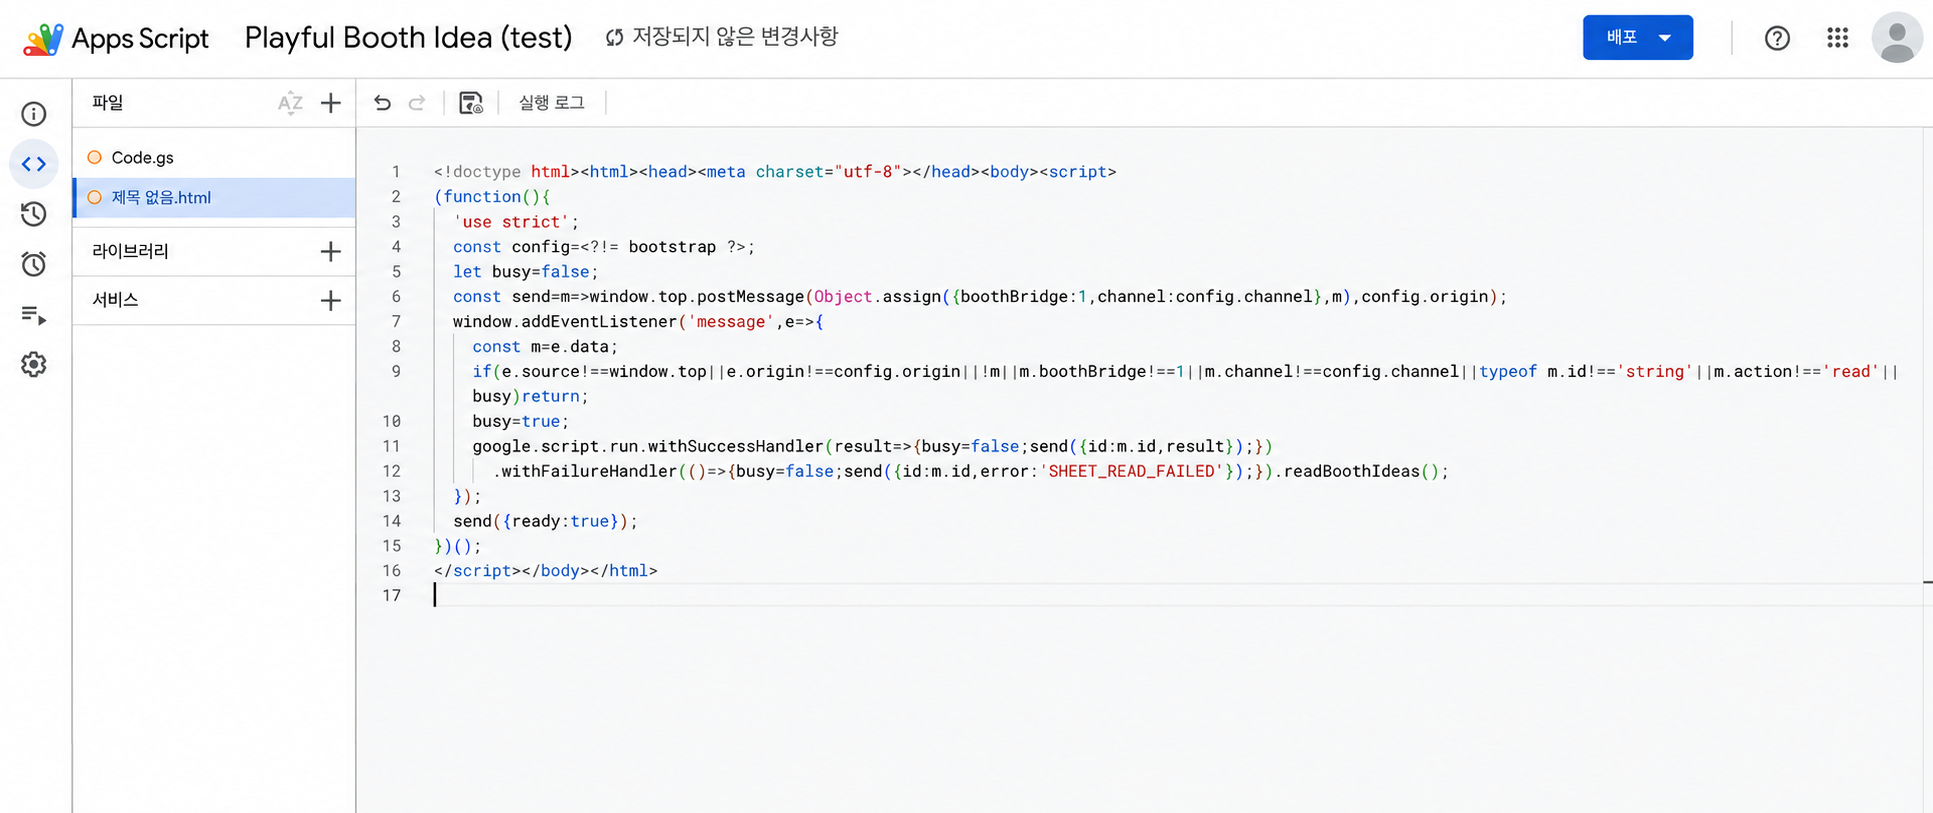 Apps Script Playful Booth Idea (test) 저장되지 않은 변경사항 배포
파일 AZ 실행 로그
Code.gs
제목 없음.html
라이브러리
서비스
1 <!doctype html><html><head><meta charset="utf-8"></head><body><script>
2 (function(){
3 'use strict';
4 const config=<?!= bootstrap ?>;
5 let busy=false;
6 const send=m=>window.top.postMessage(Object.assign({boothBridge:1,channel:config.channel},m),config.origin);
7 window.addEventListener('message',e=>{
8 const m=e.data;
9 if(e.source!==window.top||e.origin!==config.origin||!m||m.boothBridge!==1||m.channel!==config.channel||typeof m.id!=='string'||m.action!=='read'||
busy)return;
10 busy=true;
11 google.script.run.withSuccessHandler(result=>{busy=false;send({id:m.id,result});})
12 .withFailureHandler(()=>{busy=false;send({id:m.id,error:'SHEET_READ_FAILED'});}).readBoothIdeas();
13 });
14 send({ready:true});
15 })();
16 </script></body></html>
17